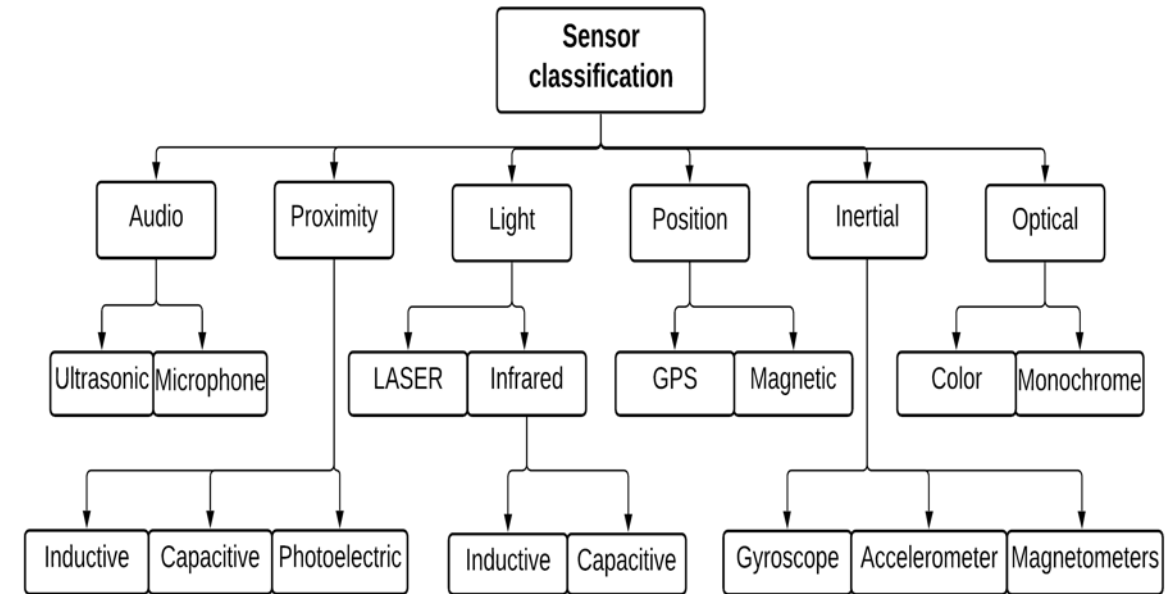 Sensor
classification
Audio
Proximity
Light
Position
Inertial
Optical
Ultrasonic
Microphone
LASER
Infrared
GPS
Magnetic
Color
Monochrome
Inductive
Capacitive
Photoelectric
Inductive
Capacitive
Gyroscope
Accelerometer
Magnetometers